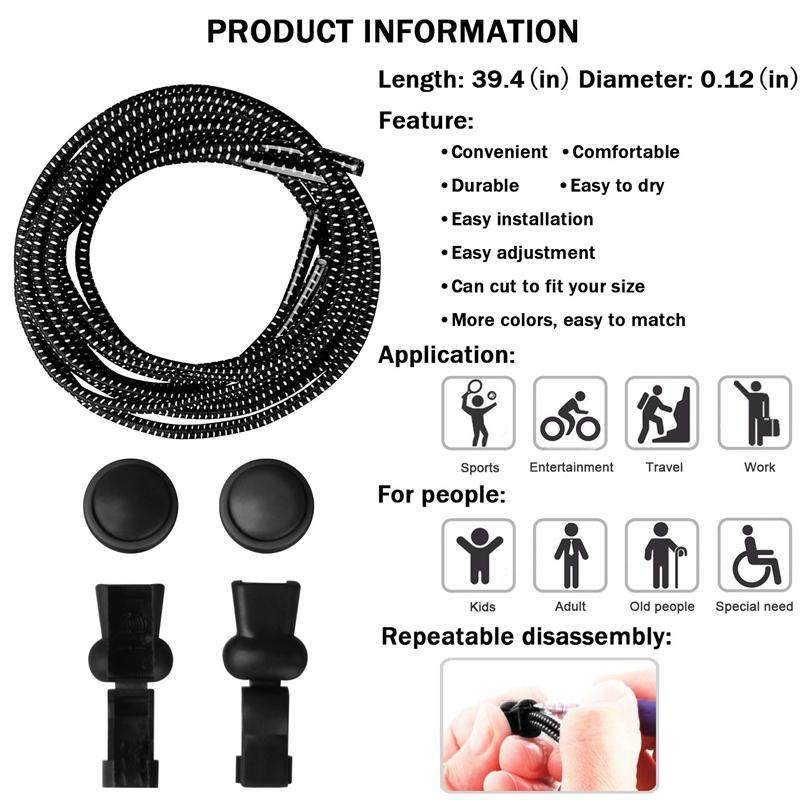 PRODUCT INFORMATION
Length: 39.4（in） Diameter: 0.12（in）
Feature:
•Convenient •Comfortable
•Durable •Easy to dry
•Easy installation
•Easy adjustment
•Can cut to fit your size
•More colors, easy to match
Application:
Sports Entertainment Travel Work
For people:
Kids Adult Old people Special need
Repeatable disassembly: